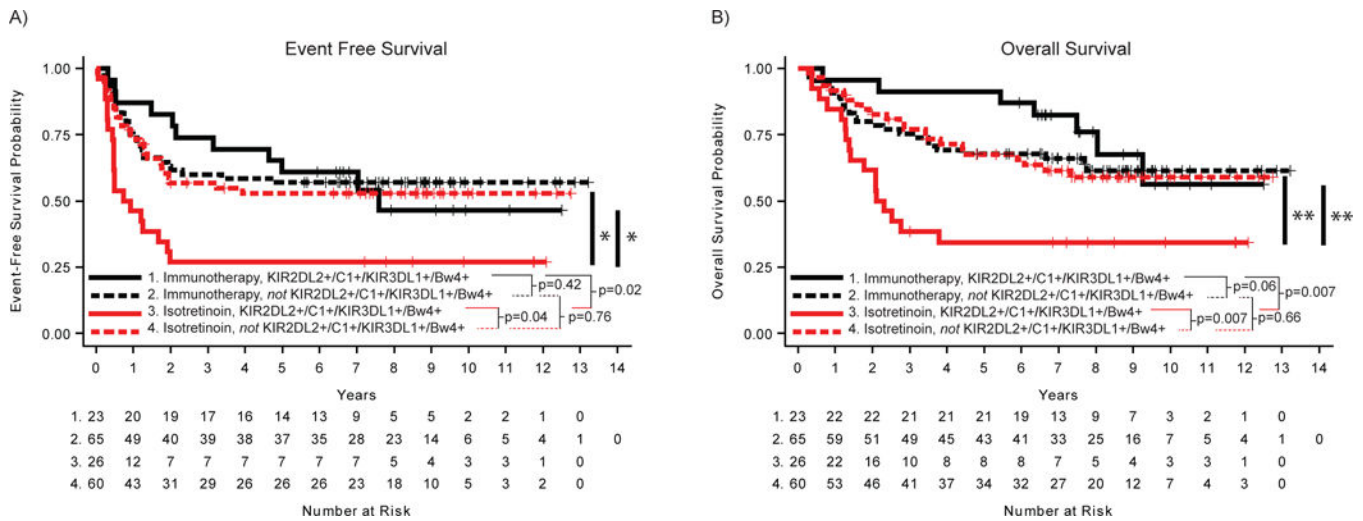 A)
Event Free Survival
Event-Free Survival Probability
1.00
0.75
0.50
0.25
0.00
* *
1. Immunotherapy, KIR2DL2+/C1+/KIR3DL1+/Bw4+
2. Immunotherapy, not KIR2DL2+/C1+/KIR3DL1+/Bw4+
3. Isotretinoin, KIR2DL2+/C1+/KIR3DL1+/Bw4+
4. Isotretinoin, not KIR2DL2+/C1+/KIR3DL1+/Bw4+
p=0.42
p=0.02
p=0.04
p=0.76
0 1 2 3 4 5 6 7 8 9 10 11 12 13 14
Years
1. 23 20 19 17 16 14 13 9 5 5 2 2 1 0
2. 65 49 40 39 38 37 35 28 23 14 6 5 4 1 0
3. 26 12 7 7 7 7 7 7 5 4 3 3 1 0
4. 60 43 31 29 26 26 26 23 18 10 5 3 2 0
Number at Risk
B)
Overall Survival
Overall Survival Probability
1.00
0.75
0.50
0.25
0.00
** **
1. Immunotherapy, KIR2DL2+/C1+/KIR3DL1+/Bw4+
2. Immunotherapy, not KIR2DL2+/C1+/KIR3DL1+/Bw4+
3. Isotretinoin, KIR2DL2+/C1+/KIR3DL1+/Bw4+
4. Isotretinoin, not KIR2DL2+/C1+/KIR3DL1+/Bw4+
p=0.06
p=0.007
p=0.007
p=0.66
0 1 2 3 4 5 6 7 8 9 10 11 12 13 14
Years
1. 23 22 22 21 21 21 19 13 9 7 3 2 1 0
2. 65 59 51 49 45 43 41 33 25 16 7 5 4 1 0
3. 26 22 16 10 8 8 8 7 5 4 3 3 1 0
4. 60 53 46 41 37 34 32 27 20 12 7 4 3 0
Number at Risk